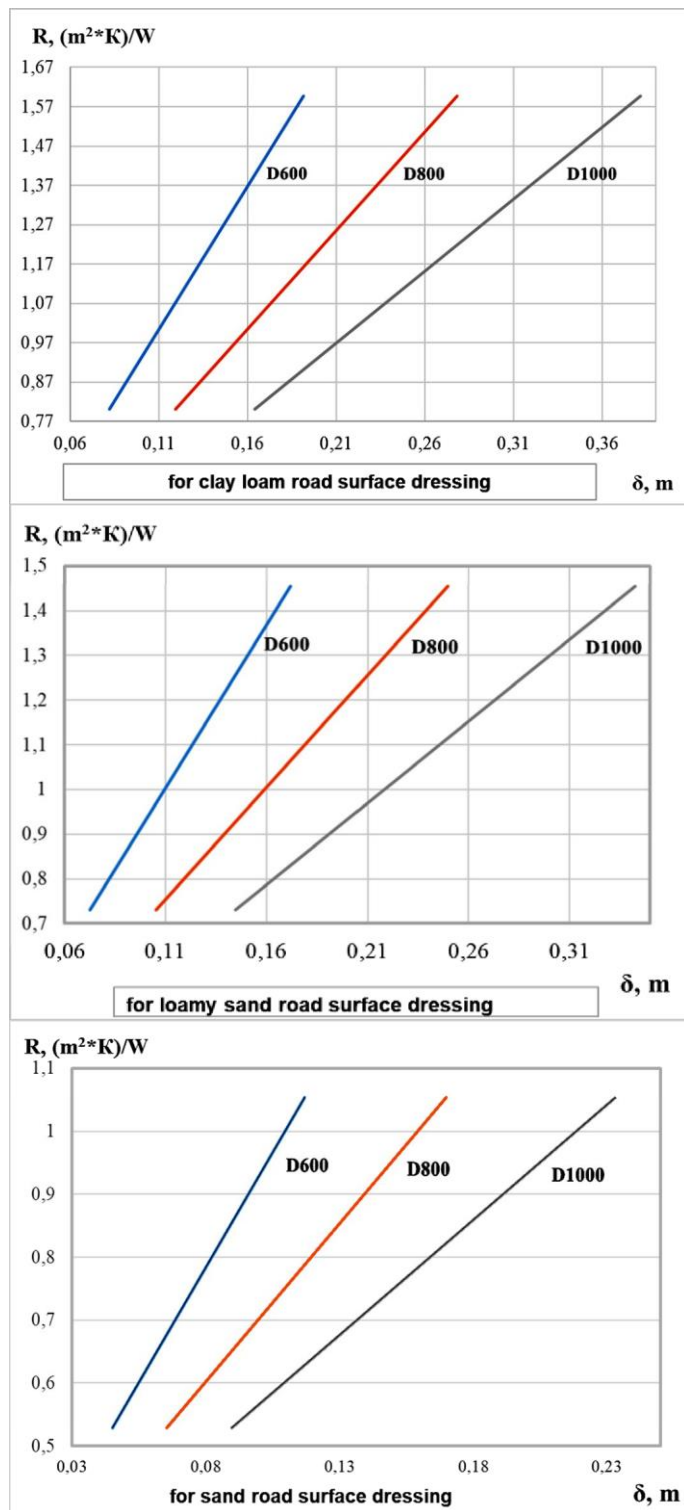 R, (m²*K)/W
1,67
1,57
1,47
1,37
D600
D800
D1000
1,27
1,17
1,07
0,97
0,87
0,77
0,06 0,11 0,16 0,21 0,26 0,31 0,36
for clay loam road surface dressing δ, m
R, (m²*K)/W
1,5
1,4
1,3
D600
D800
D1000
1,2
1,1
1
0,9
0,8
0,7
0,06 0,11 0,16 0,21 0,26 0,31
δ, m
for loamy sand road surface dressing
R, (m²*K)/W
1,1
1
D600
D800
D1000
0,9
0,8
0,7
0,6
0,5
0,03 0,08 0,13 0,18 0,23
for sand road surface dressing δ, m